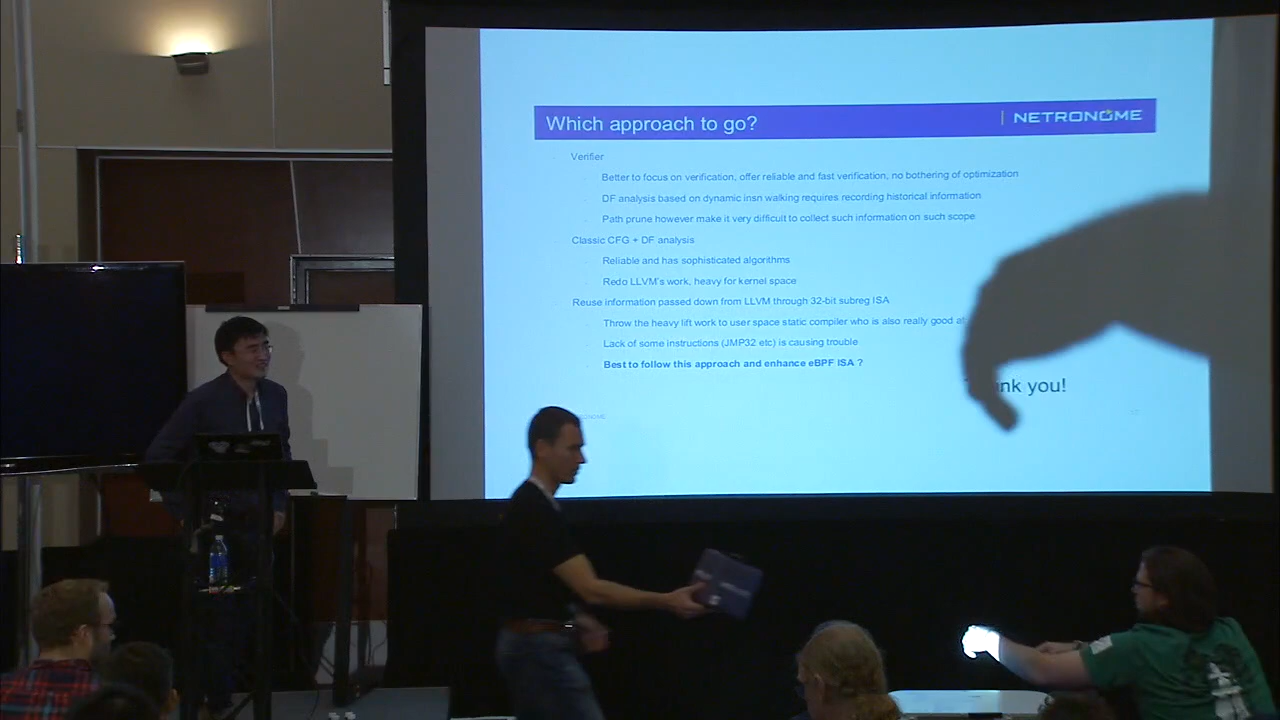 Which approach to go?
NETRONOME
Verifier
Better to focus on verification, offer reliable and fast verification, no bothering of optimization
DF analysis based on dynamic insn walking requires recording historical information
Path prune however make it very difficult to collect such information on such scope
Classic CFG + DF analysis
Reliable and has sophisticated algorithms
Redo LLVM's work, heavy for kernel space
Reuse information passed down from LLVM through 32-bit subreg ISA
Throw the heavy lift work to user space static compiler who is also really good at
Lack of some instructions (JMP32 etc) is causing trouble
Best to follow this approach and enhance eBPF ISA ?
you!